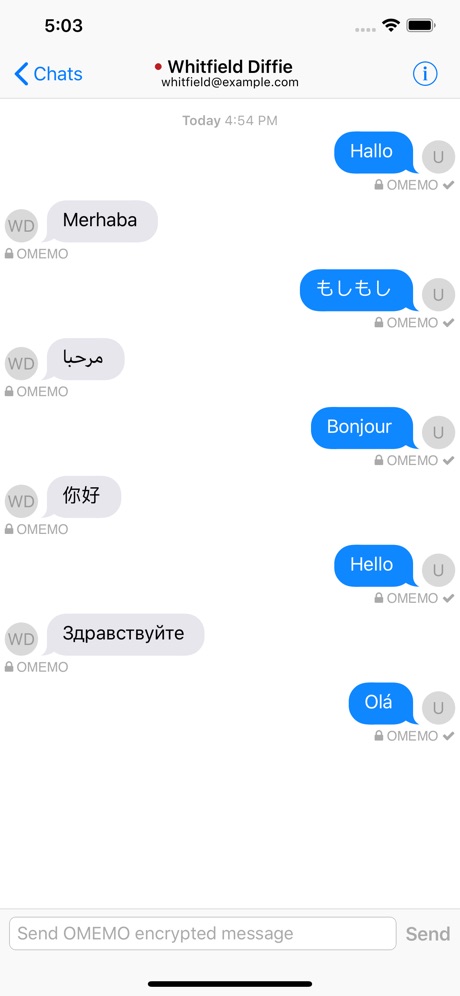 5:03
Chats
Whitfield Diffie
whitfield@example.com
Today 4:54 PM
Hallo
U
OMEMO
Merhaba
WD
OMEMO
もしもし
U
OMEMO
مرحبا
WD
OMEMO
Bonjour
U
OMEMO
你好
WD
OMEMO
Hello
U
OMEMO
Здравствуйте
WD
OMEMO
Olá
U
OMEMO
Send OMEMO encrypted message
Send